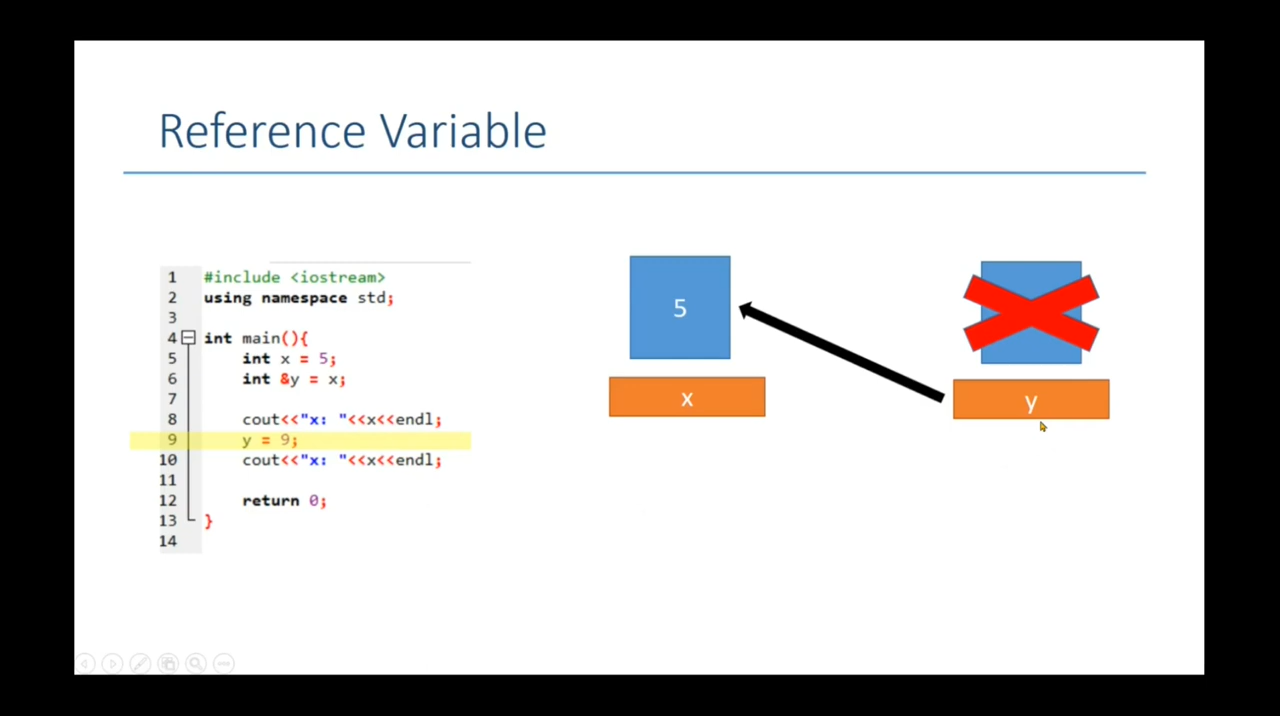 Reference Variable
1 #include <iostream>
2 using namespace std;
3
4 int main(){
5 int x = 5;
6 int &y = x;
7
8 cout<<"x: "<<x<<endl;
9 y = 9;
10 cout<<"x: "<<x<<endl;
11
12 return 0;
13 }
14
5
x
y